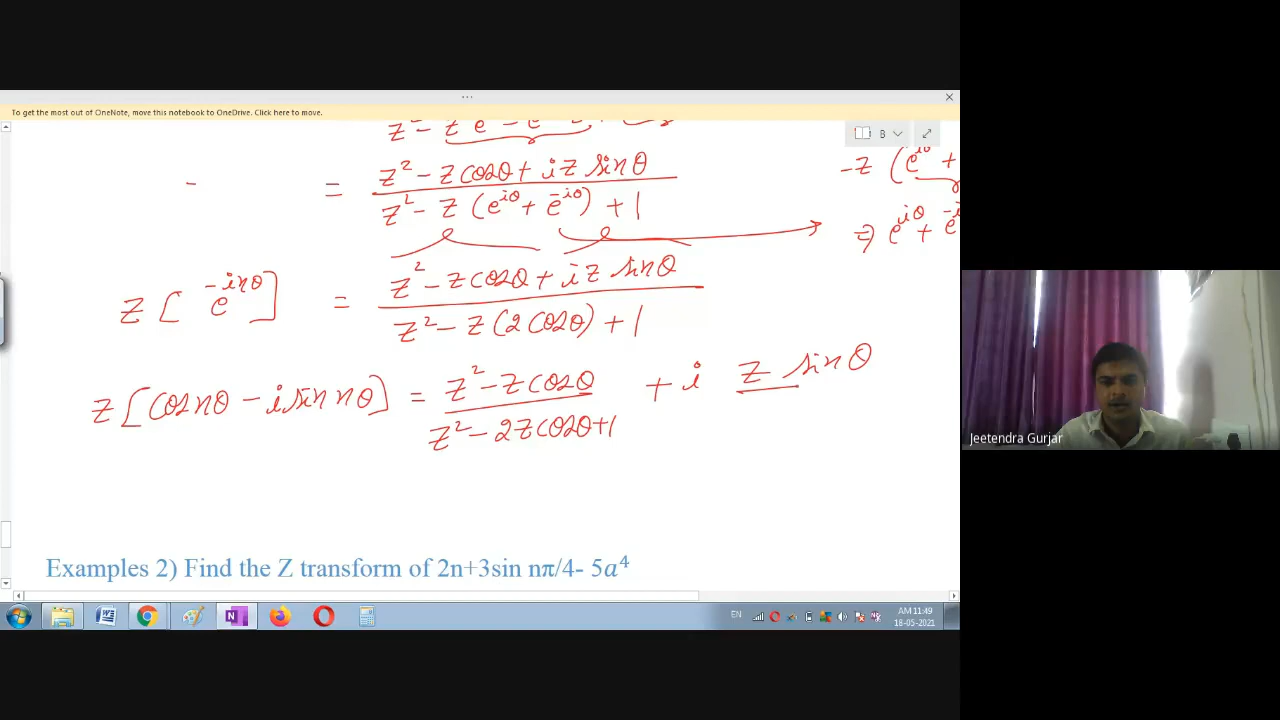 To get the most out of OneNote, move this notebook to OneDrive. Click here to move.
= z² - z cosθ + i z sinθ / z² - z (e^{iθ} + e^{-iθ}) + 1
-z (e^{iθ} +
⇒ e^{iθ} +
z [ e^{-inθ} ] = z² - z cosθ + i z sinθ / z² - z (2 cosθ) + 1
z [cos nθ - i sin nθ] = z² - z cosθ / z² - 2z cosθ + 1 + i z sinθ
Examples 2) Find the Z transform of 2n+3sin nπ/4- 5a⁴
Jeetendra Gurjar
EN
AM 11:49
18-05-2021